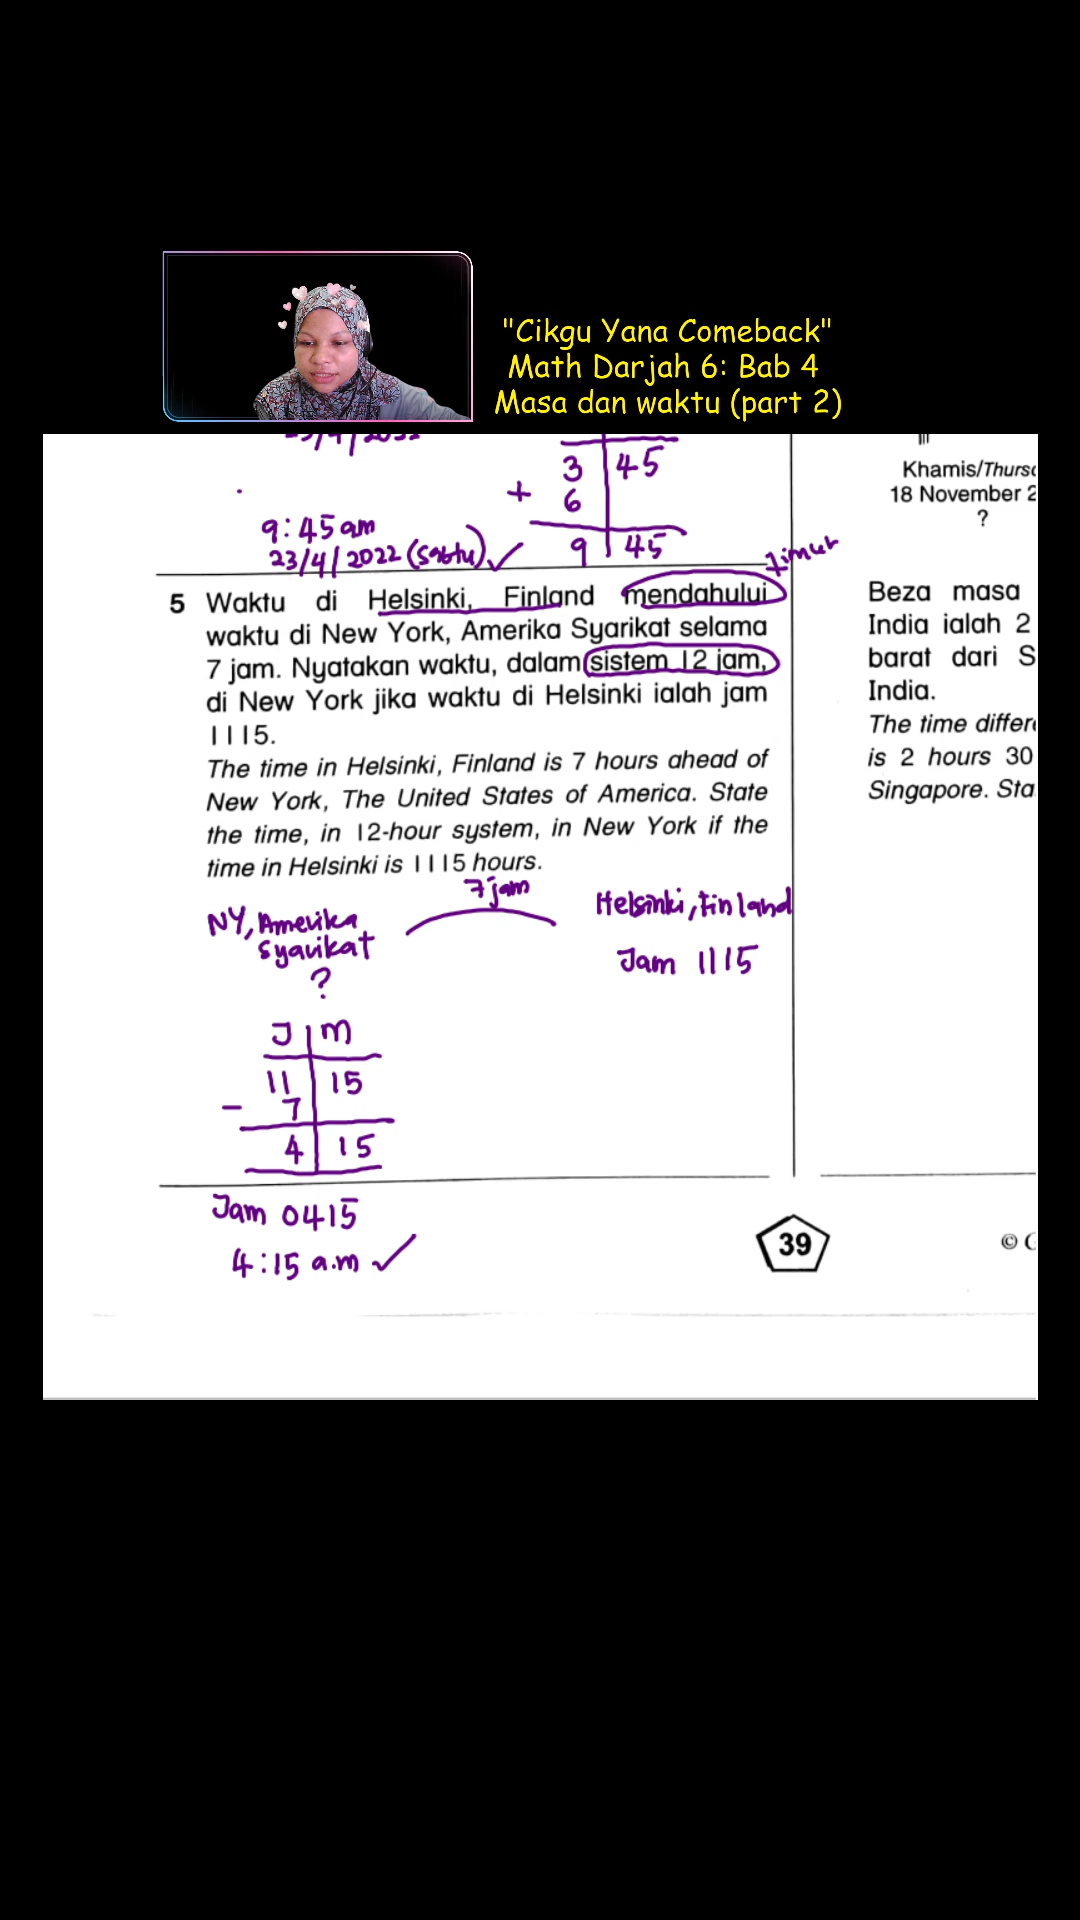 "Cikgu Yana Comeback"
Math Darjah 6: Bab 4
Masa dan waktu (part 2)
3 | 45
+ 6
9 | 45
9:45 am
23/4/2022 (Sabtu) ✓
timur
5 Waktu di Helsinki, Finland mendahului
waktu di New York, Amerika Syarikat selama
7 jam. Nyatakan waktu, dalam sistem 12 jam,
di New York jika waktu di Helsinki ialah jam
1115.
The time in Helsinki, Finland is 7 hours ahead of
New York, The United States of America. State
the time, in 12-hour system, in New York if the
time in Helsinki is 1115 hours.
7 jam
NY, Amerika
Syarikat
?
Helsinki, Finland
Jam 1115
J | M
11 | 15
- 7
4 | 15
Jam 0415
4:15 a.m ✓
39
Khamis/Thurs
18 November 2
?
Beza masa
India ialah 2
barat dari S
India.
The time differ
is 2 hours 30
Singapore. Sta
©